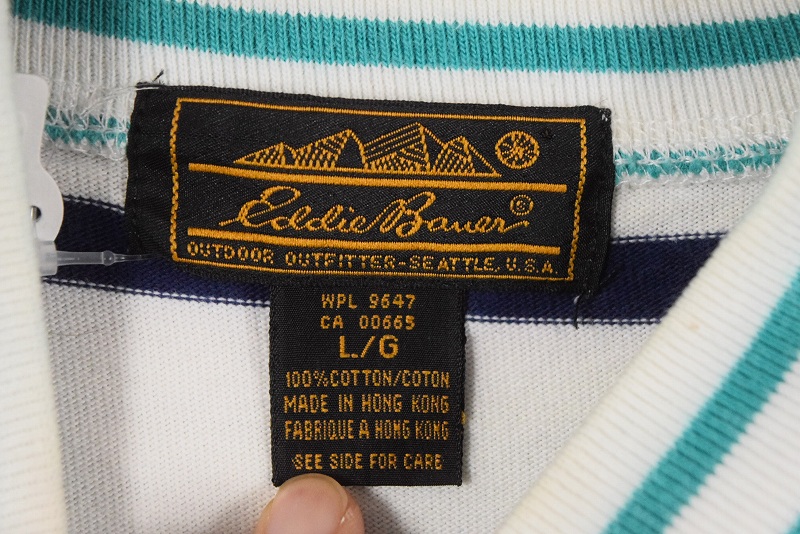 Eddie Bauer®
OUTDOOR OUTFITTER-SEATTLE, U.S.A.
WPL 9647
CA 00665
L/G
100% COTTON/COTON
MADE IN HONG KONG
FABRIQUE A HONG KONG
SEE SIDE FOR CARE